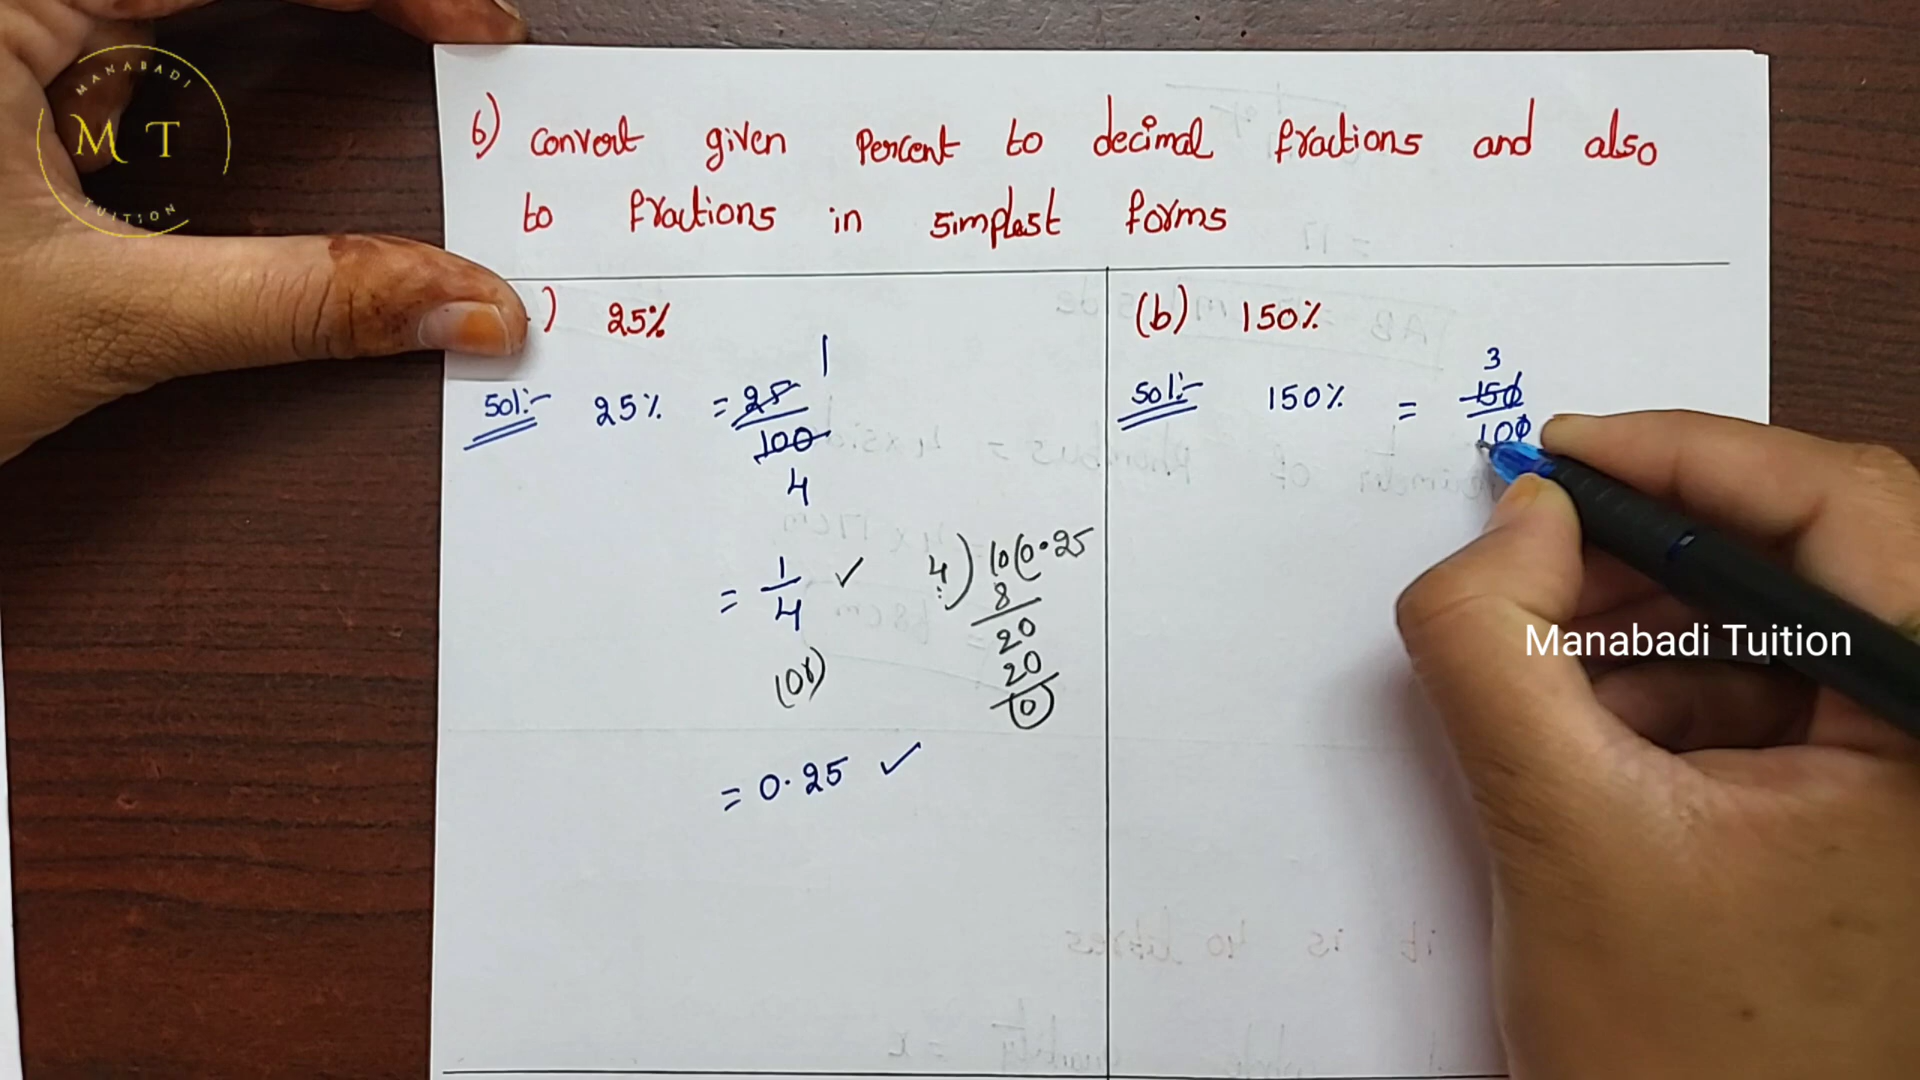 MANABADI
M T
TUITION
6) Convert given Percent to decimal fractions and also
to fractions in simplest forms
) 25%
(b) 150%
1
3
Sol:- 25% = 25/100
Sol:- 150% = 150/100
4
= 1/4 ✓
4) 10(0.25
8
20
20
0
(Or)
= 0.25 ✓
Manabadi Tuition